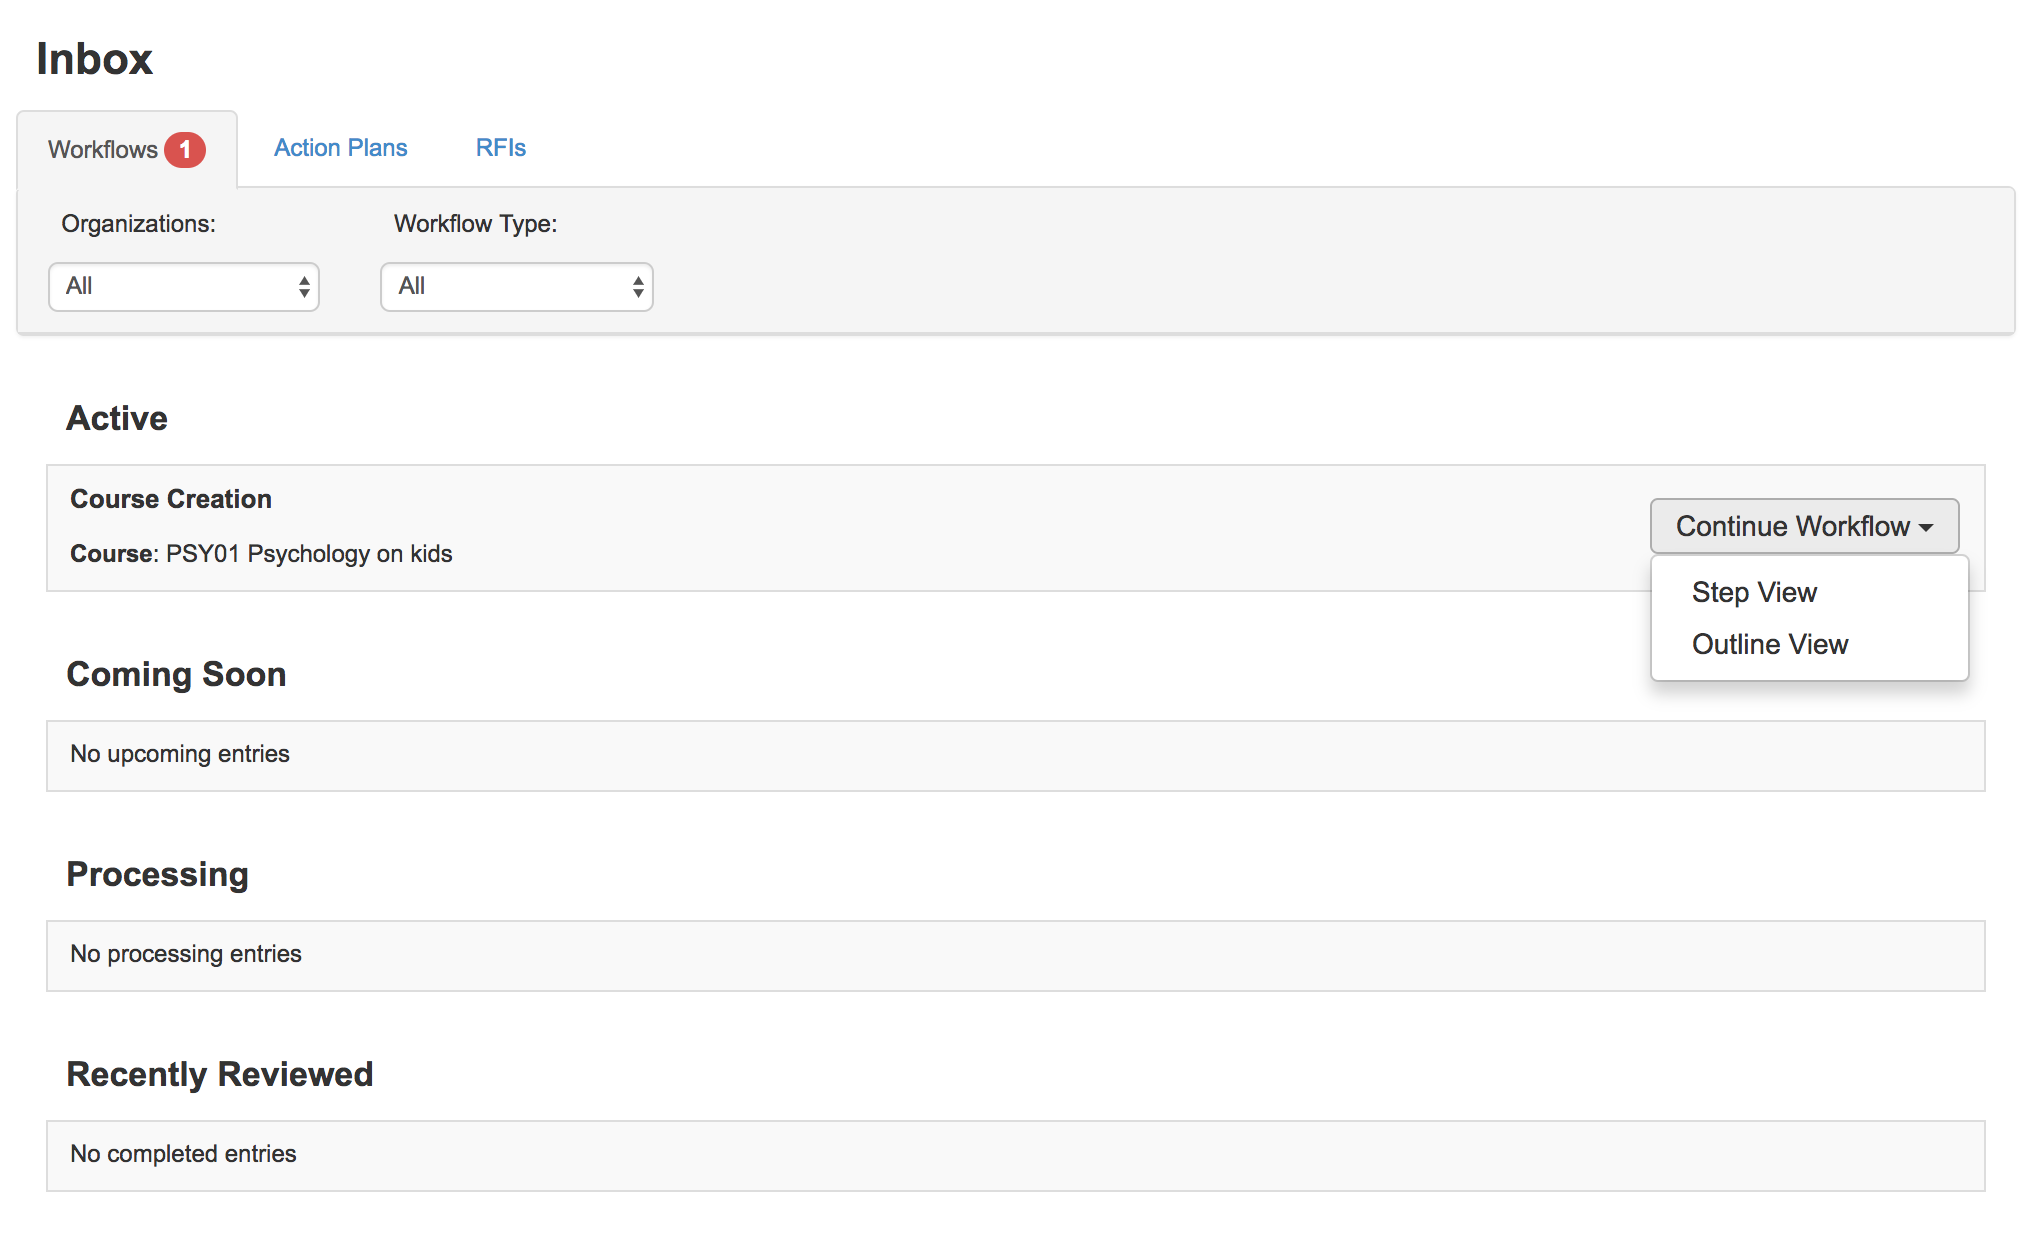 Inbox
Workflows 1 Action Plans RFIs
Organizations: Workflow Type:
All All
Active
Course Creation
Course: PSY01 Psychology on kids
Continue Workflow
Step View
Outline View
Coming Soon
No upcoming entries
Processing
No processing entries
Recently Reviewed
No completed entries